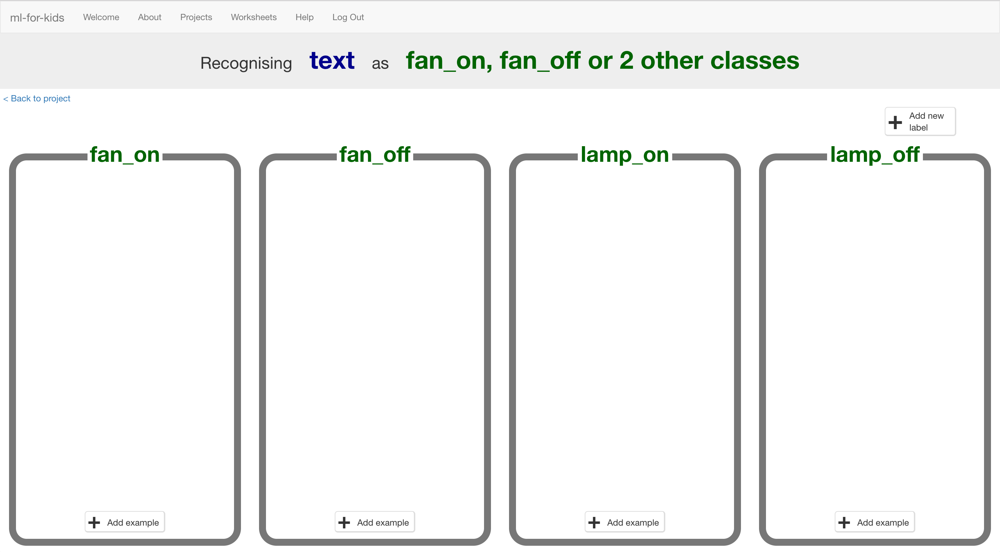 ml-for-kids Welcome About Projects Worksheets Help Log Out
Recognising text as fan_on, fan_off or 2 other classes
< Back to project
Add new
label
fan_on fan_off lamp_on lamp_off
Add example Add example Add example Add example